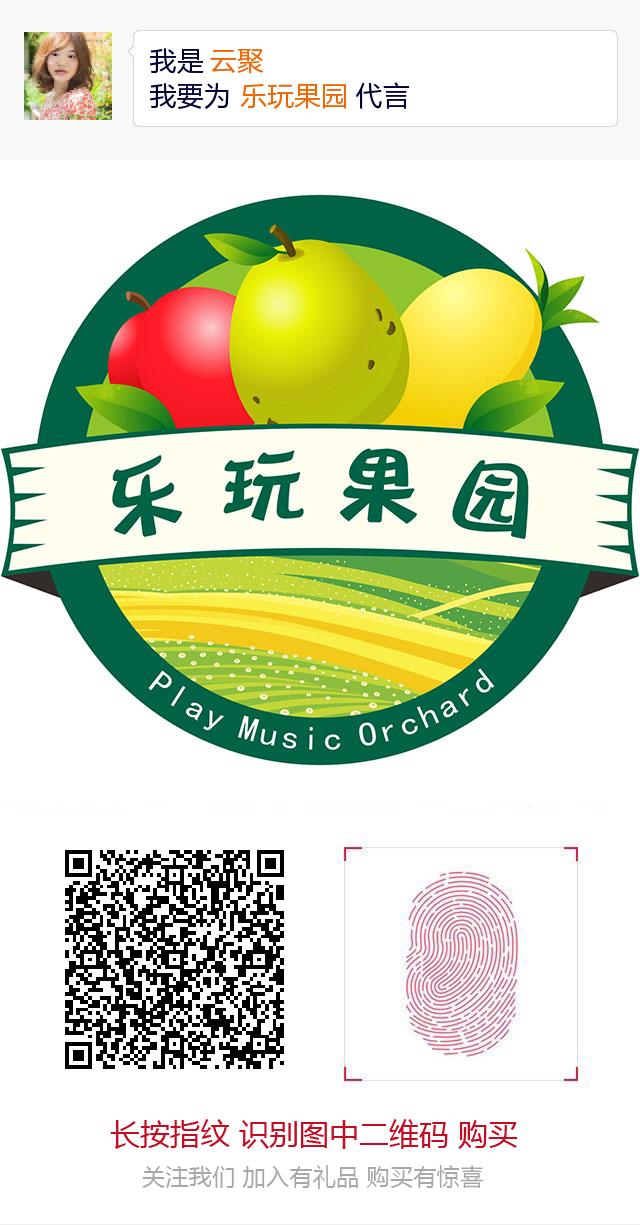 我是 云聚
我要为 乐玩果园 代言
乐玩果园
Play Music Orchard
长按指纹 识别图中二维码 购买
关注我们 加入有礼品 购买有惊喜